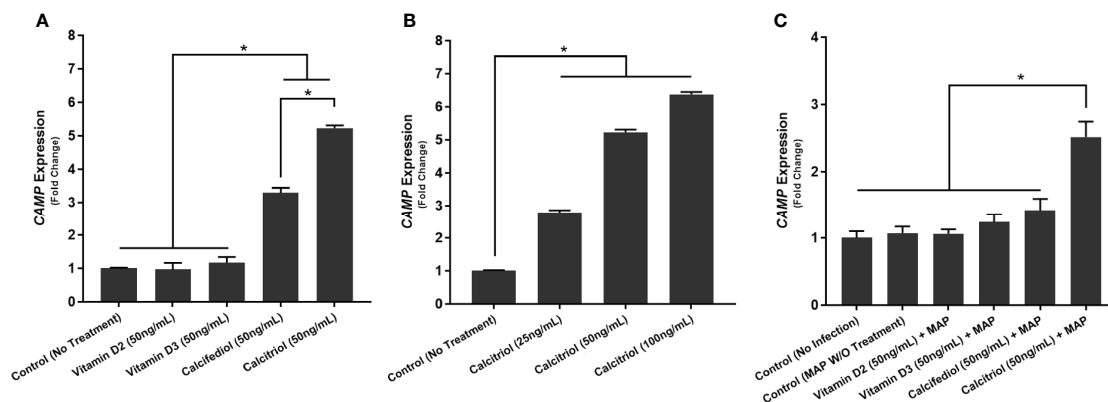 A
CAMP Expression
(Fold Change)
8
7
6
5
4
3
2
1
0
*
*
Control (No Treatment)
Vitamin D2 (50ng/mL)
Vitamin D3 (50ng/mL)
Calcifediol (50ng/mL)
Calcitriol (50ng/mL)
B
CAMP Expression
(Fold Change)
8
7
6
5
4
3
2
1
0
*
Control (No Treatment)
Calcitriol (25ng/mL)
Calcitriol (50ng/mL)
Calcitriol (100ng/mL)
C
CAMP Expression
(Fold Change)
4
3
2
1
0
*
Control (No Infection)
Control (MAP W/O Treatment)
Vitamin D2 (50ng/mL) + MAP
Vitamin D3 (50ng/mL) + MAP
Calcifediol (50ng/mL) + MAP
Calcitriol (50ng/mL) + MAP